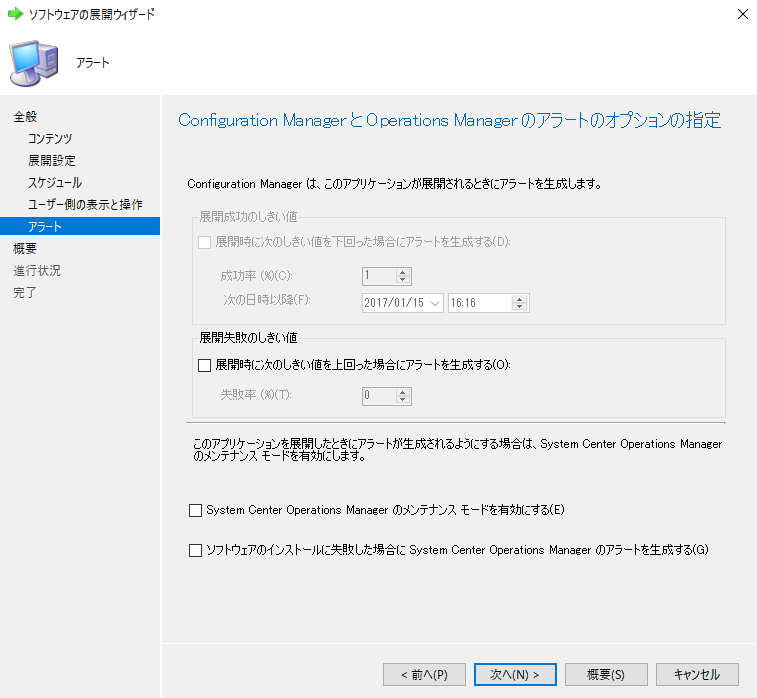 ソフトウェアの展開ウィザード
アラート
全般
コンテンツ
展開設定
スケジュール
ユーザー側の表示と操作
アラート
概要
進行状況
完了
Configuration Manager と Operations Manager のアラートのオプションの指定
Configuration Manager は、このアプリケーションが展開されるときにアラートを生成します。
展開成功のしきい値
展開時に次のしきい値を下回った場合にアラートを生成する(D):
成功率 (%)(C):
1
次の日時以降(F):
2017/01/15
16:16
展開失敗のしきい値
展開時に次のしきい値を上回った場合にアラートを生成する(O):
失敗率 (%)(T):
0
このアプリケーションを展開したときにアラートが生成されるようにする場合は、System Center Operations Manager
のメンテナンス モードを有効にします。
System Center Operations Manager のメンテナンス モードを有効にする(E)
ソフトウェアのインストールに失敗した場合に System Center Operations Manager のアラートを生成する(G)
< 前へ(P)
次へ(N) >
概要(S)
キャンセル